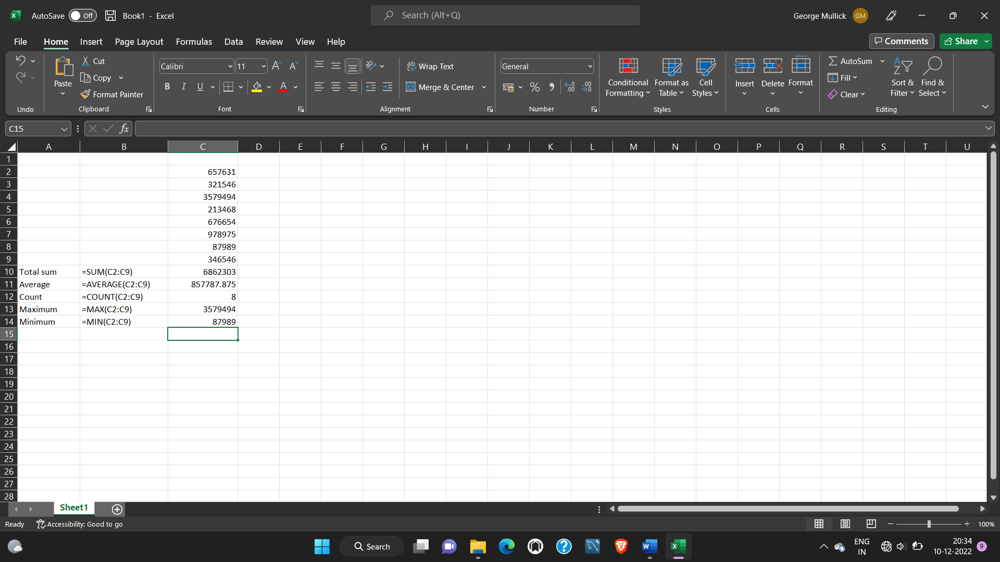 AutoSave Off Book1 - Excel Search (Alt+Q) George Mullick GM
File Home Insert Page Layout Formulas Data Review View Help Comments Share
Paste Cut Copy Format Painter
Calibri 11
B I U A
Wrap Text
Merge & Center
General
Conditional Formatting Format as Table Cell Styles
Insert Delete Format
AutoSum Fill Clear Sort & Filter Find & Select
Undo Clipboard Font Alignment Number Styles Cells Editing
C15 fx
A B C D E F G H I J K L M N O P Q R S T U
1
2 657631
3 321546
4 3579494
5 213468
6 676654
7 978975
8 87989
9 346546
10 Total sum =SUM(C2:C9) 6862303
11 Average =AVERAGE(C2:C9) 857787.875
12 Count =COUNT(C2:C9) 8
13 Maximum =MAX(C2:C9) 3579494
14 Minimum =MIN(C2:C9) 87989
15
16
17
18
19
20
21
22
23
24
25
26
27
28
Sheet1
Ready Accessibility: Good to go 100%
Search ENG IN 20:34 10-12-2022 9